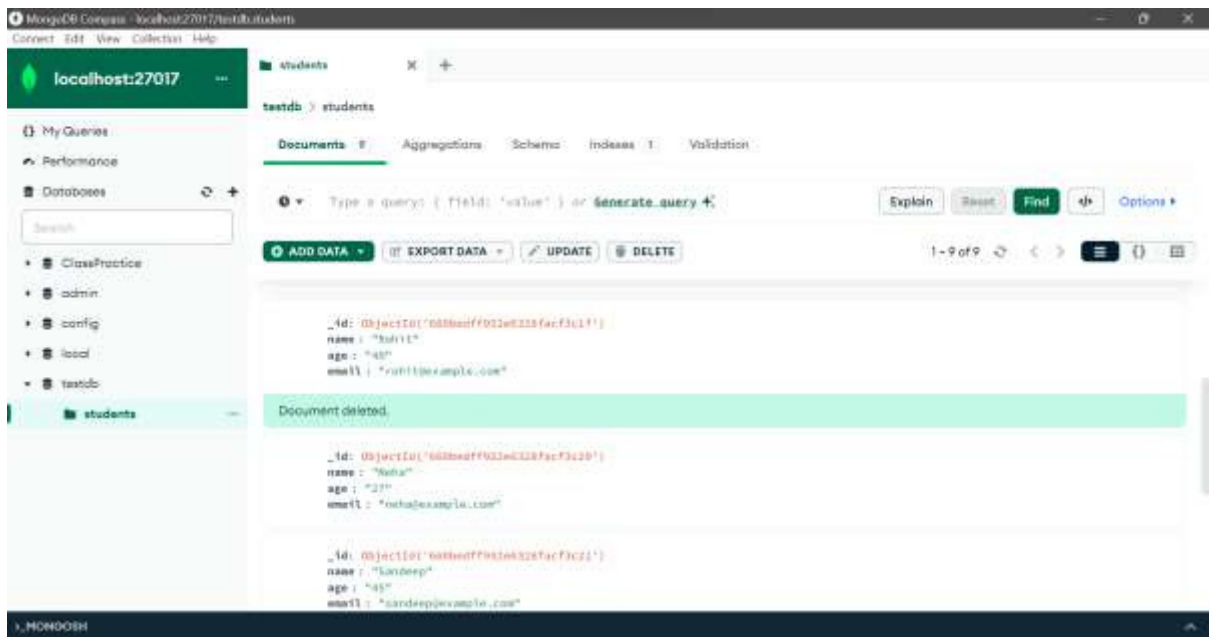 MongoDB Compass - localhost:27017/testdb.students
Connect Edit View Collection Help
localhost:27017
students
testdb > students
My Queries
Performance
Databases
Search
ClassPractice
admin
config
local
testdb
students
Documents Aggregations Schema Indexes 1 Validation
Type a query: { field: 'value' } or Generate query
Explain Reset Find Options
ADD DATA EXPORT DATA UPDATE DELETE
1-9 of 9
_id: ObjectId(
name : "Rohit"
age :
email : "rohit@example.com"
Document deleted.
_id: ObjectId(
name : "Neha"
age : "27"
email : "neha@example.com"
_id: ObjectId(
name : "Sandeep"
age : "45"
email : "sandeep@example.com"
>_MONGOSH